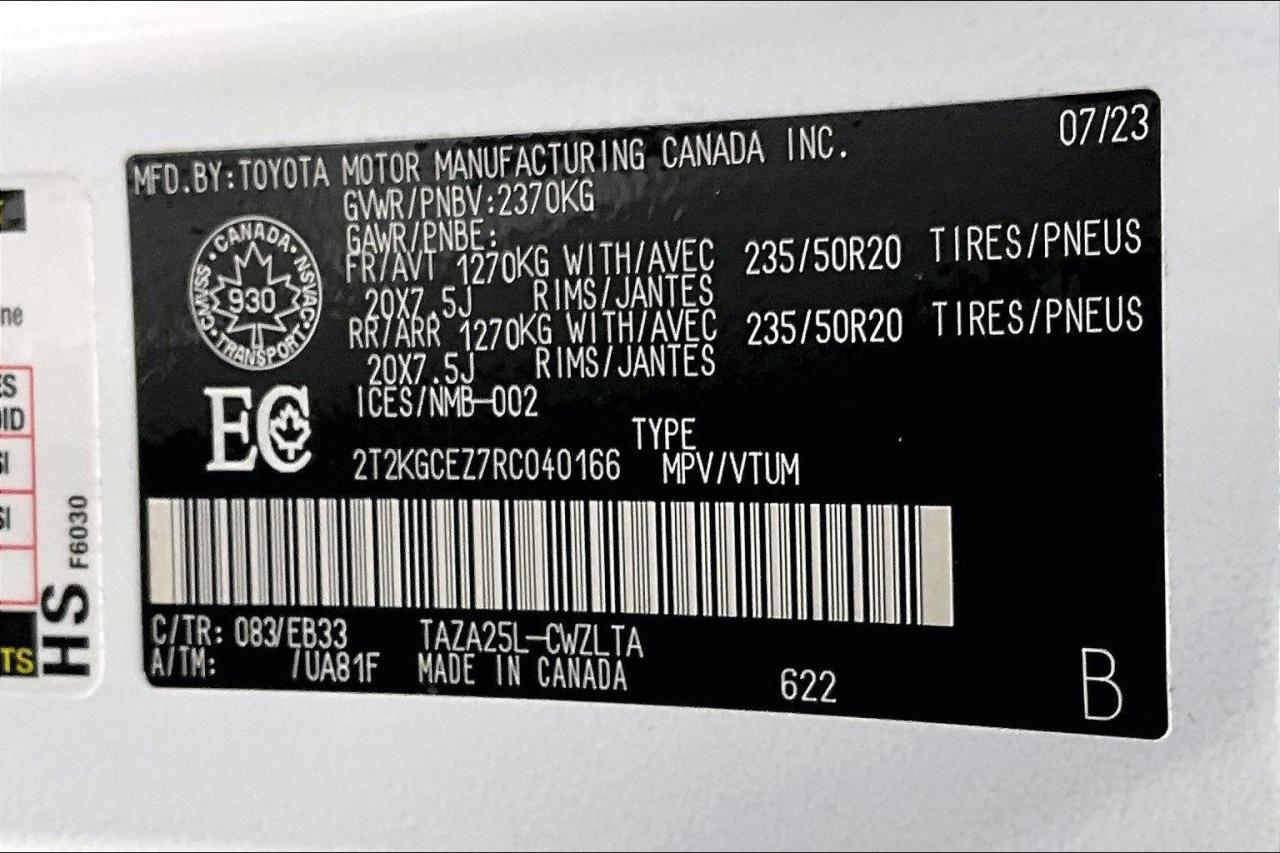 MFD.BY:TOYOTA MOTOR MANUFACTURING CANADA INC. 07/23
GVWR/PNBV:2370KG
GAWR/PNBE:
FR/AVT 1270KG WITH/AVEC 235/50R20 TIRES/PNEUS
20X7.5J RIMS/JANTES
RR/ARR 1270KG WITH/AVEC 235/50R20 TIRES/PNEUS
20X7.5J RIMS/JANTES
ICES/NMB-002
CANADA · NSVAC · TRANSPORT · CMVSS ·
930
EC
TYPE
2T2KGCEZ7RC040166 MPV/VTUM
C/TR: 083/EB33 TAZA25L-CWZLTA
A/TM: /UA81F MADE IN CANADA
622
B
HS F6030